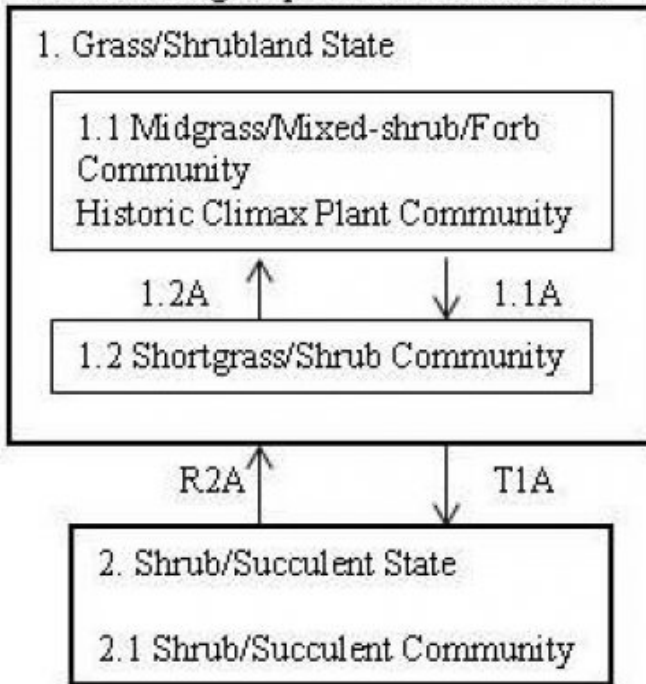 1. Grass/Shrubland State
1.1 Midgrass/Mixed-shrub/Forb
Community
Historic Climax Plant Community
1.2A 1.1A
1.2 Shortgrass/Shrub Community
R2A T1A
2. Shrub/Succulent State
2.1 Shrub/Succulent Community